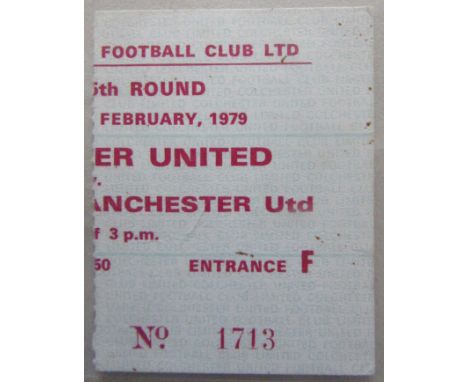 FOOTBALL CLUB LTD
5th ROUND
FEBRUARY, 1979
ER UNITED
v.
ANCHESTER Utd
f 3 p.m.
50 ENTRANCE F
No 1713